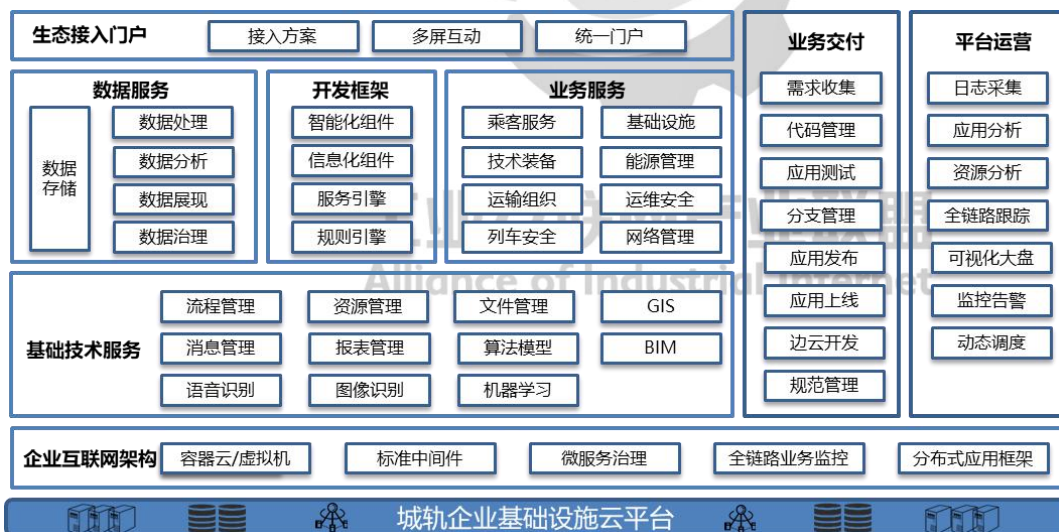 生态接入门户
接入方案
多屏互动
统一门户
数据服务
数据存储
数据处理
数据分析
数据展现
数据治理
开发框架
智能化组件
信息化组件
服务引擎
规则引擎
业务服务
乘客服务
基础设施
技术装备
能源管理
运输组织
运维安全
列车安全
网络管理
基础技术服务
流程管理
资源管理
文件管理
GIS
消息管理
报表管理
算法模型
BIM
语音识别
图像识别
机器学习
业务交付
需求收集
代码管理
应用测试
分支管理
应用发布
应用上线
边云开发
规范管理
平台运营
日志采集
应用分析
资源分析
全链路跟踪
可视化大盘
监控告警
动态调度
企业互联网架构
容器云/虚拟机
标准中间件
微服务治理
全链路业务监控
分布式应用框架
城轨企业基础设施云平台
工业互联网产业联盟
Alliance of Industrial Internet